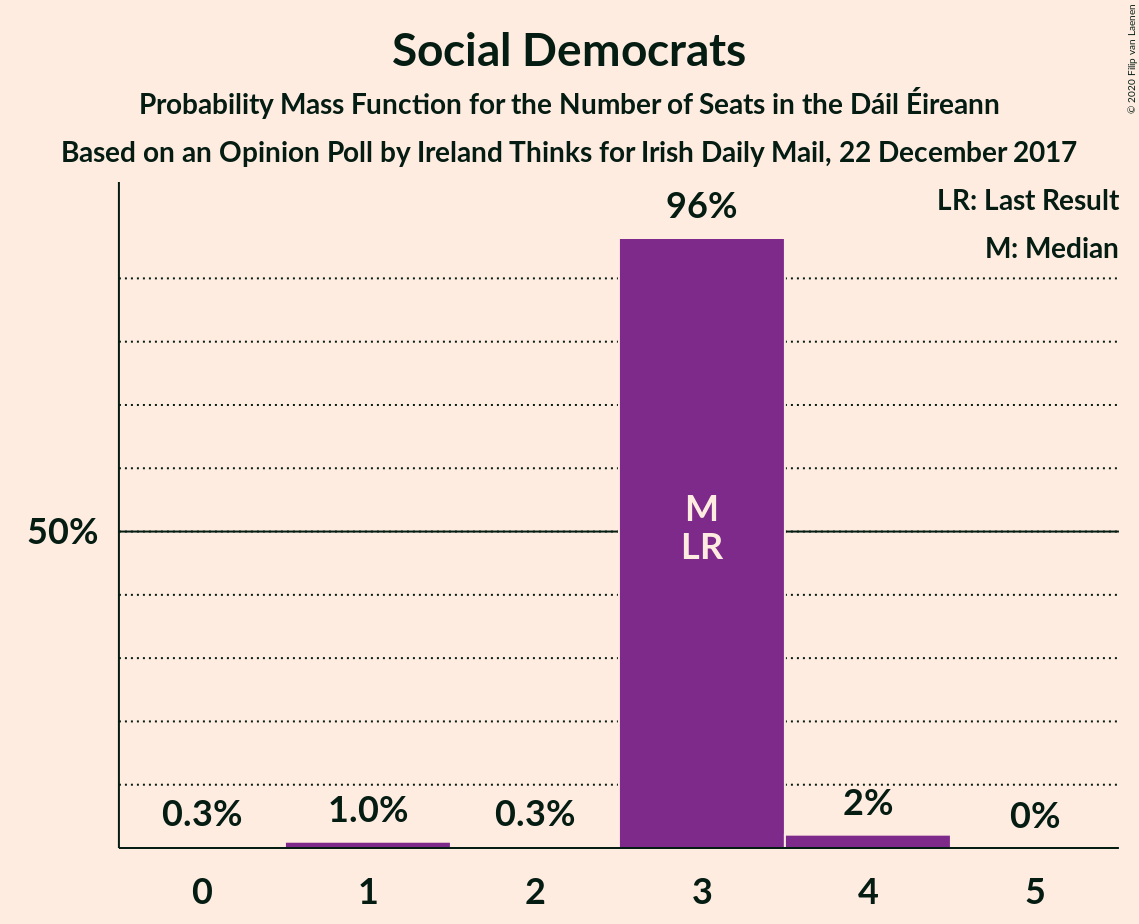 Social Democrats
Probability Mass Function for the Number of Seats in the Dáil Éireann
Based on an Opinion Poll by Ireland Thinks for Irish Daily Mail, 22 December 2017
© 2020 Filip van Laenen
LR: Last Result
M: Median
50%
0.3%
1.0%
0.3%
96%
2%
0%
M
LR
0
1
2
3
4
5